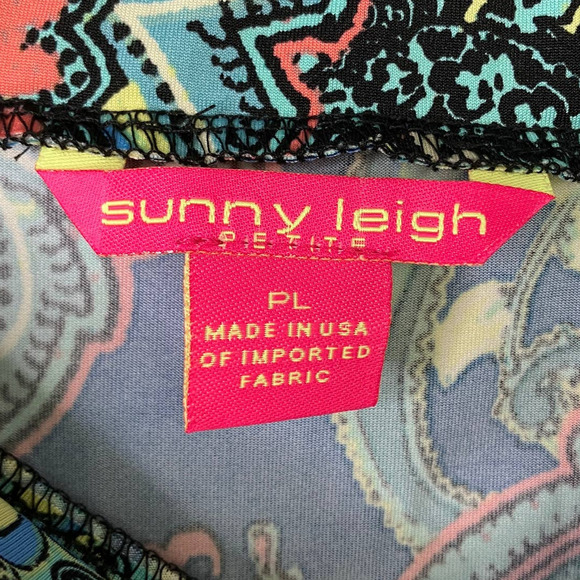 sunny leigh
PETITE
PL
MADE IN USA
OF IMPORTED
FABRIC